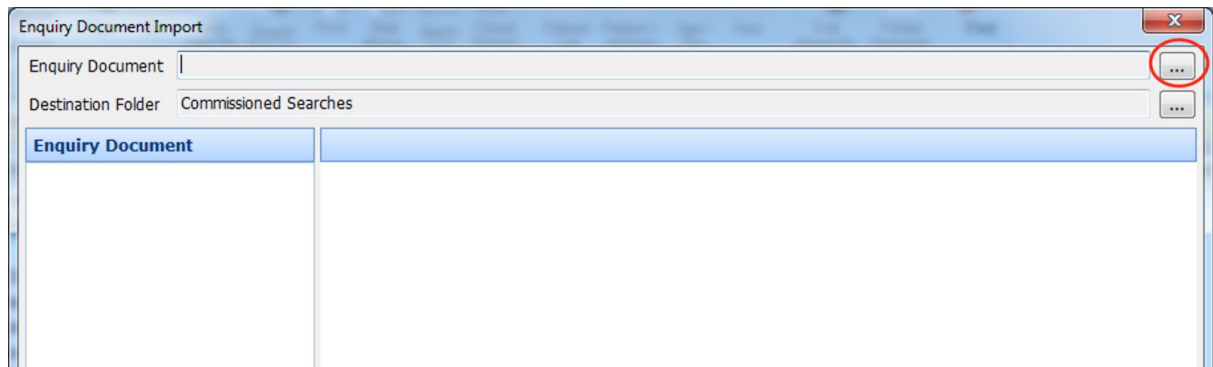 Enquiry Document Import
Enquiry Document ...
Destination Folder Commissioned Searches ...
Enquiry Document